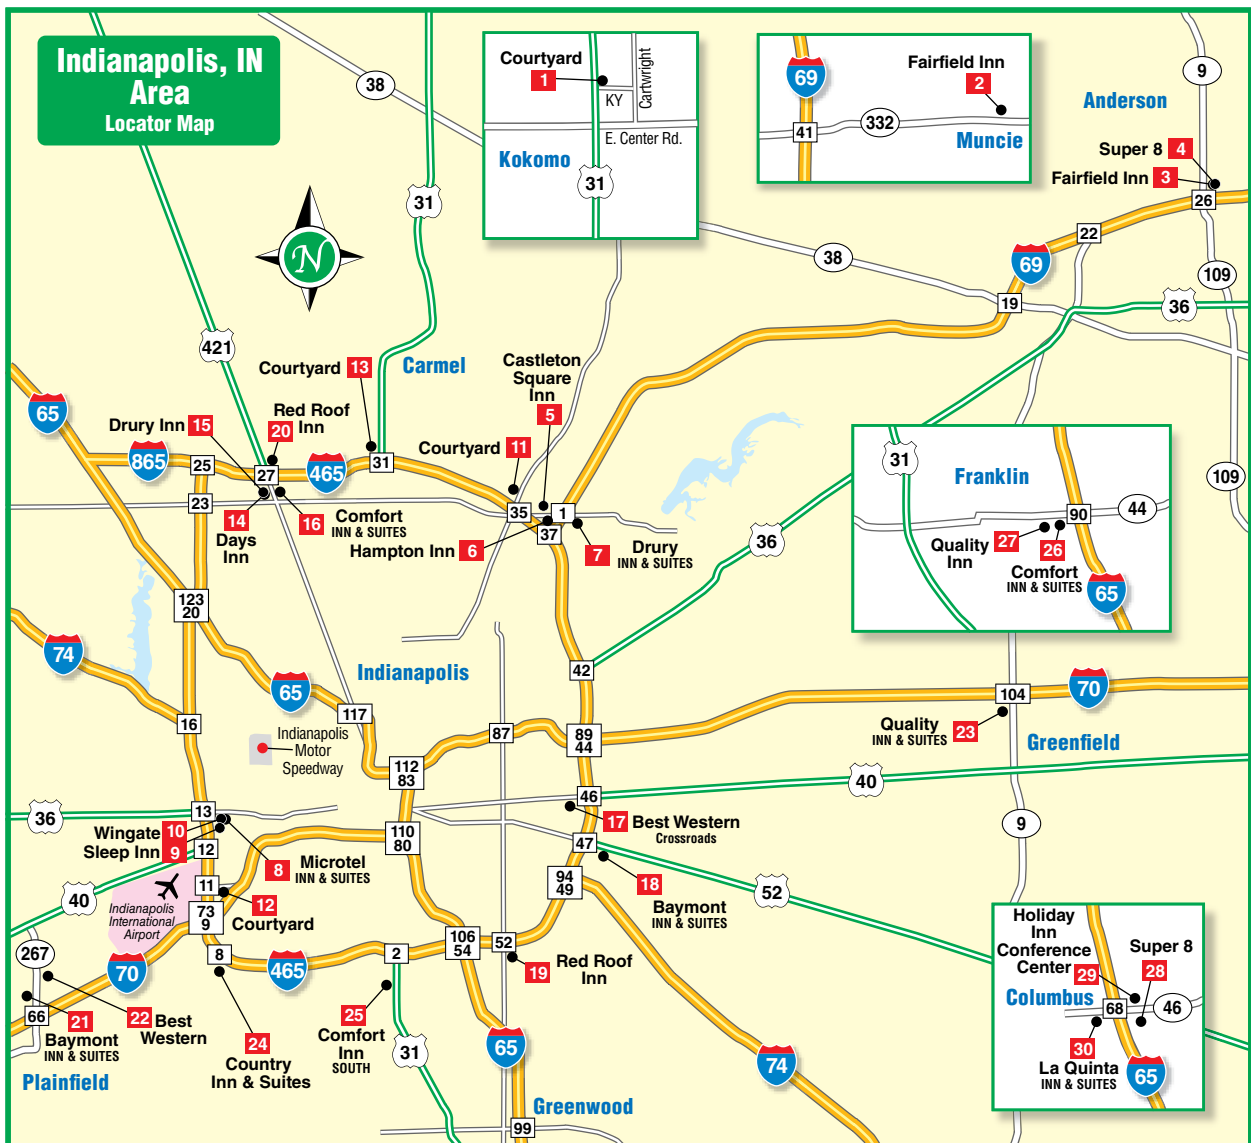 Indianapolis, IN
Area
Locator Map
38
31
421
N
Courtyard
1
KY
Cartwright
E. Center Rd.
Kokomo
31
69
Fairfield Inn
2
41
332
Muncie
9
Anderson
Super 8 4
Fairfield Inn 3
26
22
69
38
109
19
36
65
Courtyard 13
Carmel
Castleton
Square
Inn
5
Drury Inn 15
Red Roof
20 Inn
Courtyard 11
865
25
27
465
31
23
14
Days
Inn
16
Comfort
INN & SUITES
35
1
37
Hampton Inn 6
7
Drury
INN & SUITES
36
31
Franklin
109
90
44
Quality
Inn
27
26
Comfort
INN & SUITES
65
123
20
74
65
Indianapolis
42
16
117
Indianapolis
Motor
Speedway
87
89
44
104
70
Quality
INN & SUITES
23
Greenfield
112
83
46
40
36
13
Wingate 10
Sleep Inn 9
12
8
Microtel
INN & SUITES
110
80
17 Best Western
Crossroads
47
9
40
11
Indianapolis
International
Airport
73
9
12
Courtyard
94
49
18
Baymont
INN & SUITES
52
267
70
8
465
2
106
54
52
19
Red Roof
Inn
Holiday
Inn
Conference
Center
29
Super 8
28
Columbus
68
46
30
La Quinta
INN & SUITES
65
66
21
Baymont
INN & SUITES
22 Best
Western
24
Country
Inn & Suites
25
Comfort
Inn
SOUTH
31
65
74
Plainfield
Greenwood
99